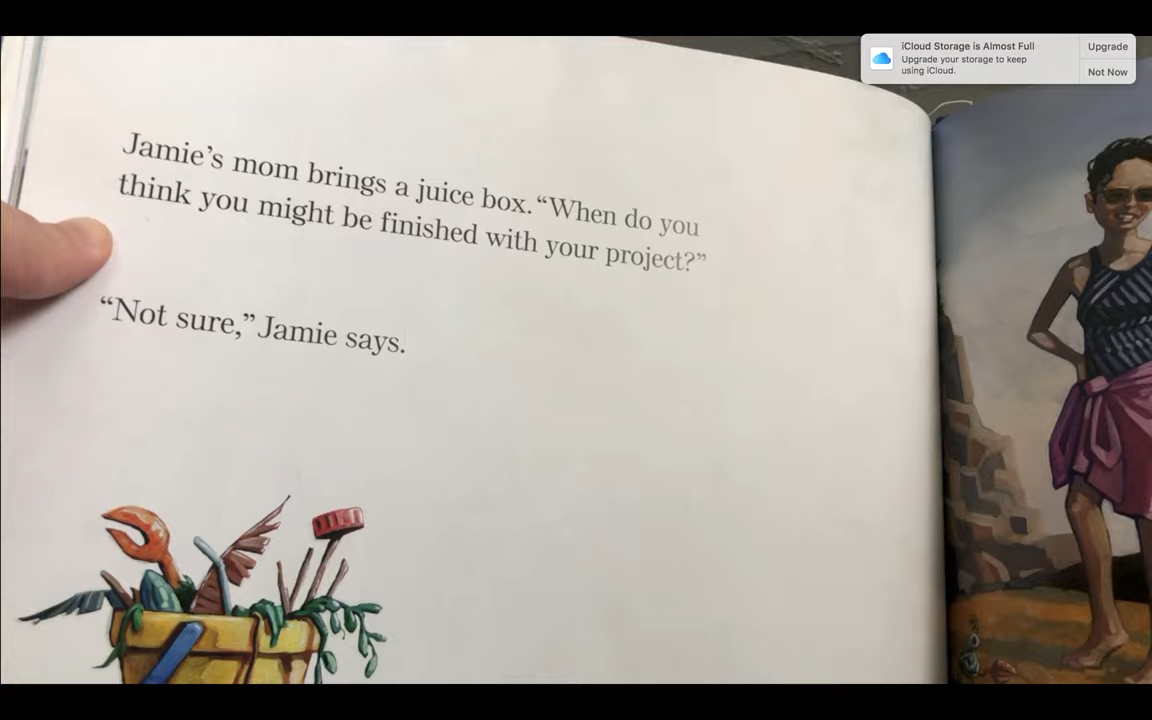 iCloud Storage is Almost Full
Upgrade your storage to keep
using iCloud.
Upgrade
Not Now
Jamie’s mom brings a juice box. “When do you
think you might be finished with your project?”
“Not sure,” Jamie says.